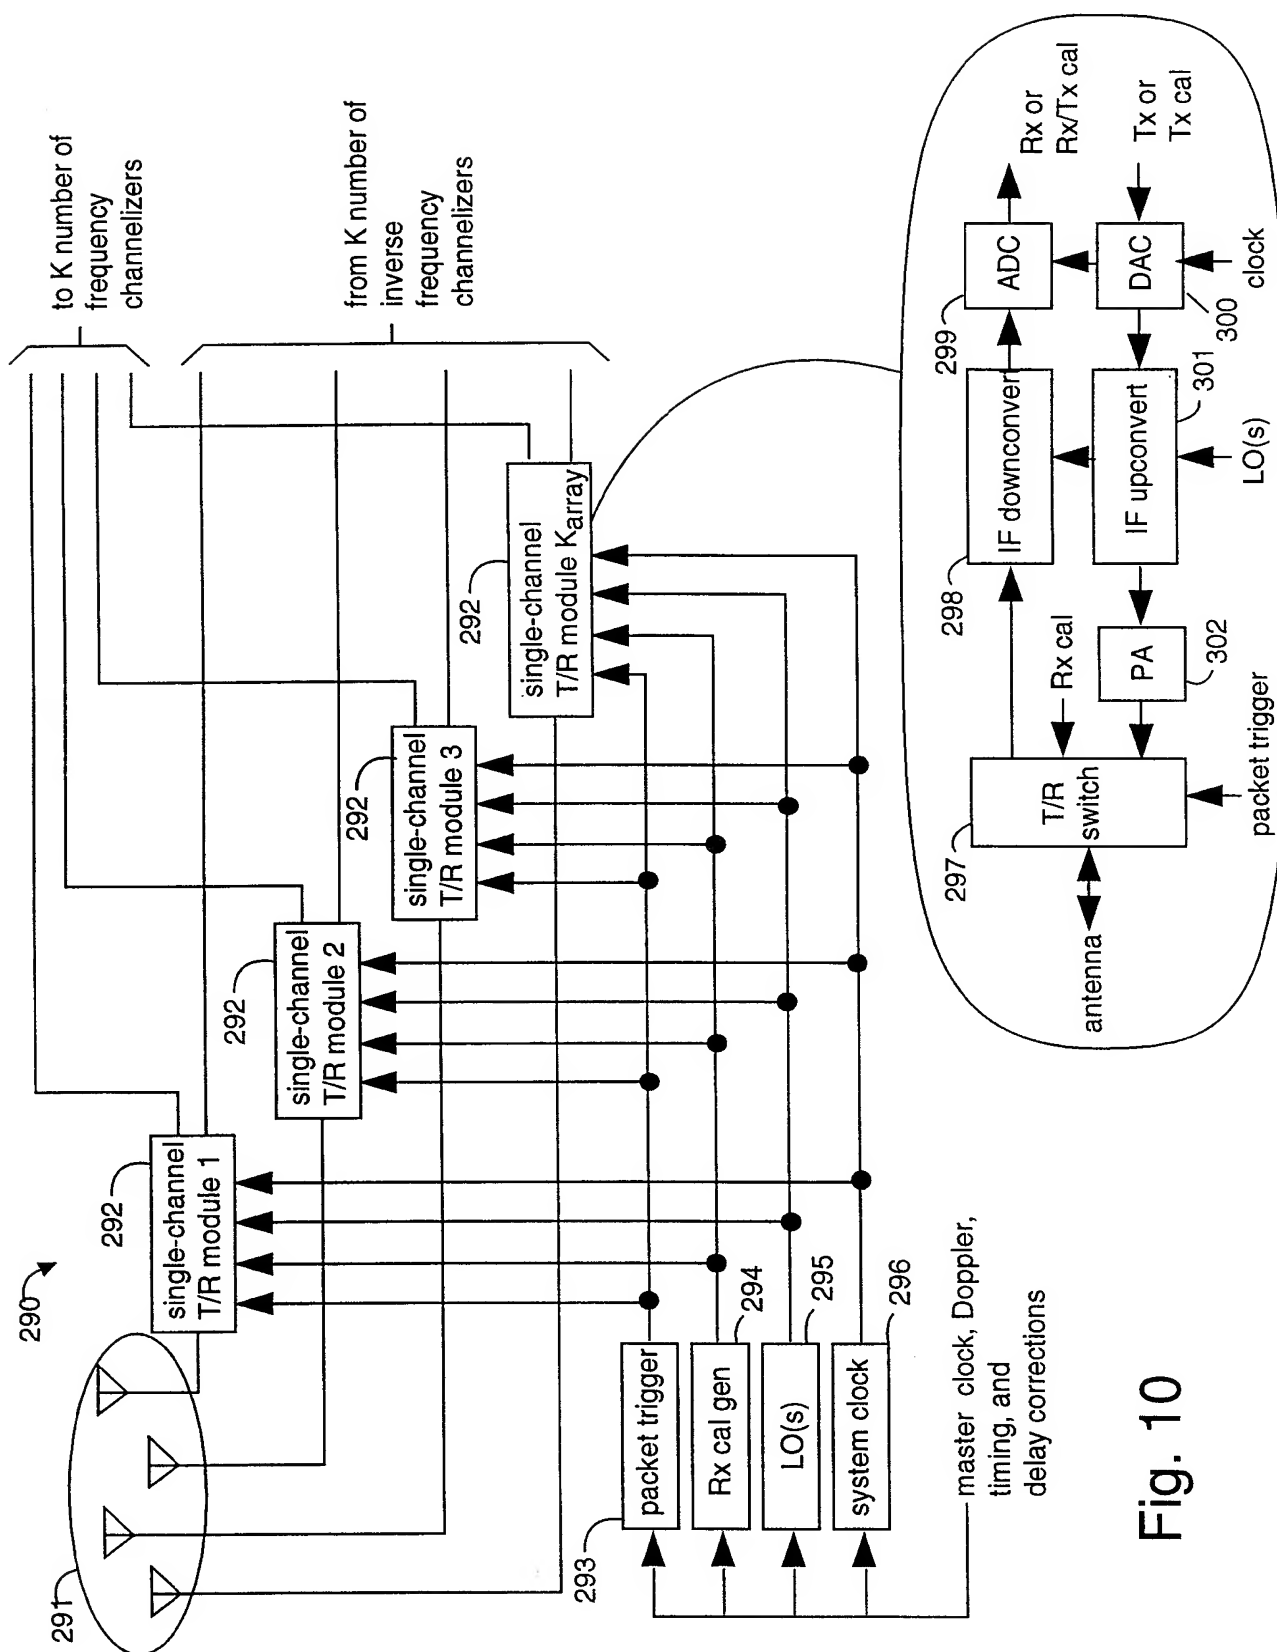 290
291
292
single-channel
T/R module 1
292
single-channel
T/R module 2
292
single-channel
T/R module 3
292
single-channel
T/R module Karray
to K number of
frequency
channelizers
from K number of
inverse
frequency
channelizers
293
packet trigger
Rx cal gen
294
LO(s)
295
system clock
296
master clock, Doppler,
timing, and
delay corrections
antenna
297
T/R
switch
packet trigger
Rx cal
PA
302
298
IF downconvert
IF upconvert
301
LO(s)
299
ADC
DAC
300
clock
Rx or
Rx/Tx cal
Tx or
Tx cal
Fig. 10